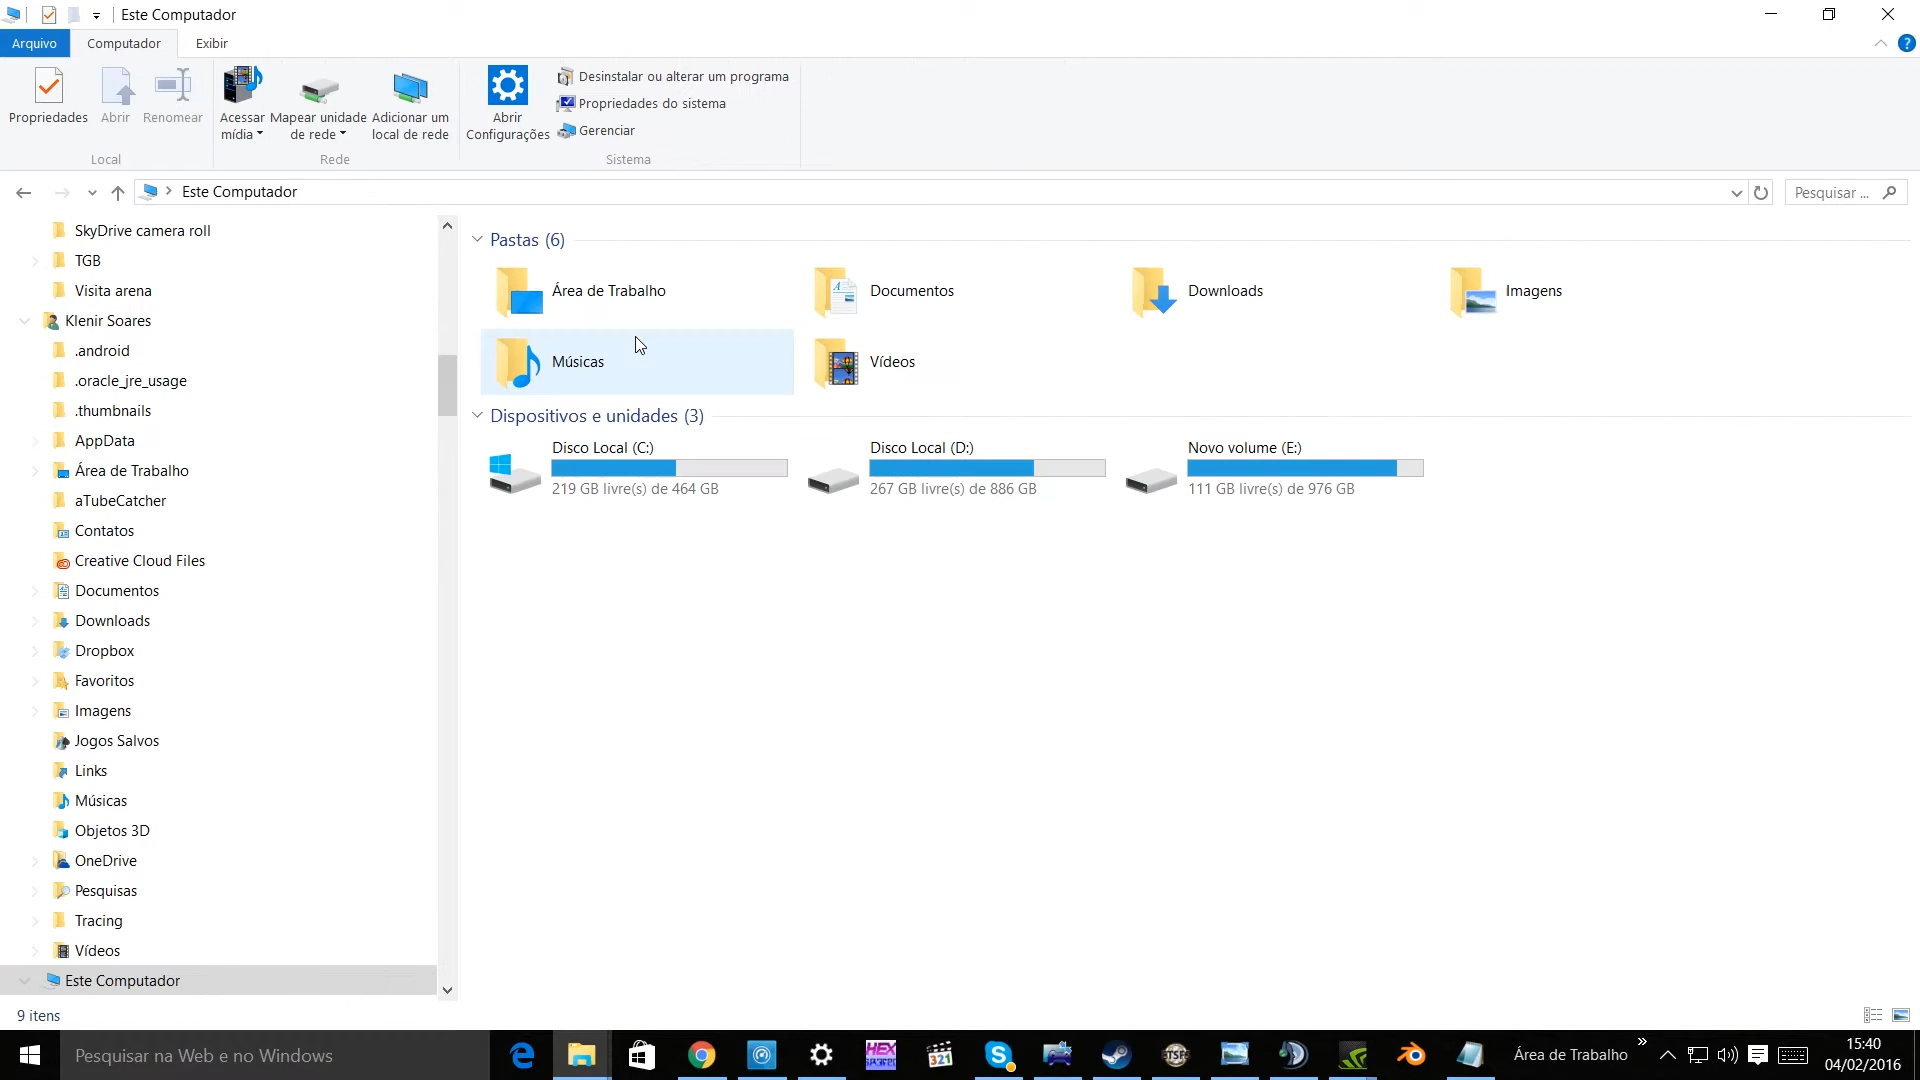 Este Computador
Arquivo
Computador
Exibir
Propriedades
Abrir
Renomear
Acessar
mídia
Mapear unidade
de rede
Adicionar um
local de rede
Abrir
Configurações
Desinstalar ou alterar um programa
Propriedades do sistema
Gerenciar
Local
Rede
Sistema
Este Computador
Pesquisar ...
SkyDrive camera roll
TGB
Visita arena
Klenir Soares
.android
.oracle_jre_usage
.thumbnails
AppData
Área de Trabalho
aTubeCatcher
Contatos
Creative Cloud Files
Documentos
Downloads
Dropbox
Favoritos
Imagens
Jogos Salvos
Links
Músicas
Objetos 3D
OneDrive
Pesquisas
Tracing
Vídeos
Este Computador
Pastas (6)
Área de Trabalho
Documentos
Downloads
Imagens
Músicas
Vídeos
Dispositivos e unidades (3)
Disco Local (C:)
219 GB livre(s) de 464 GB
Disco Local (D:)
267 GB livre(s) de 886 GB
Novo volume (E:)
111 GB livre(s) de 976 GB
9 itens
Pesquisar na Web e no Windows
HEX
321
Área de Trabalho
15:40
04/02/2016